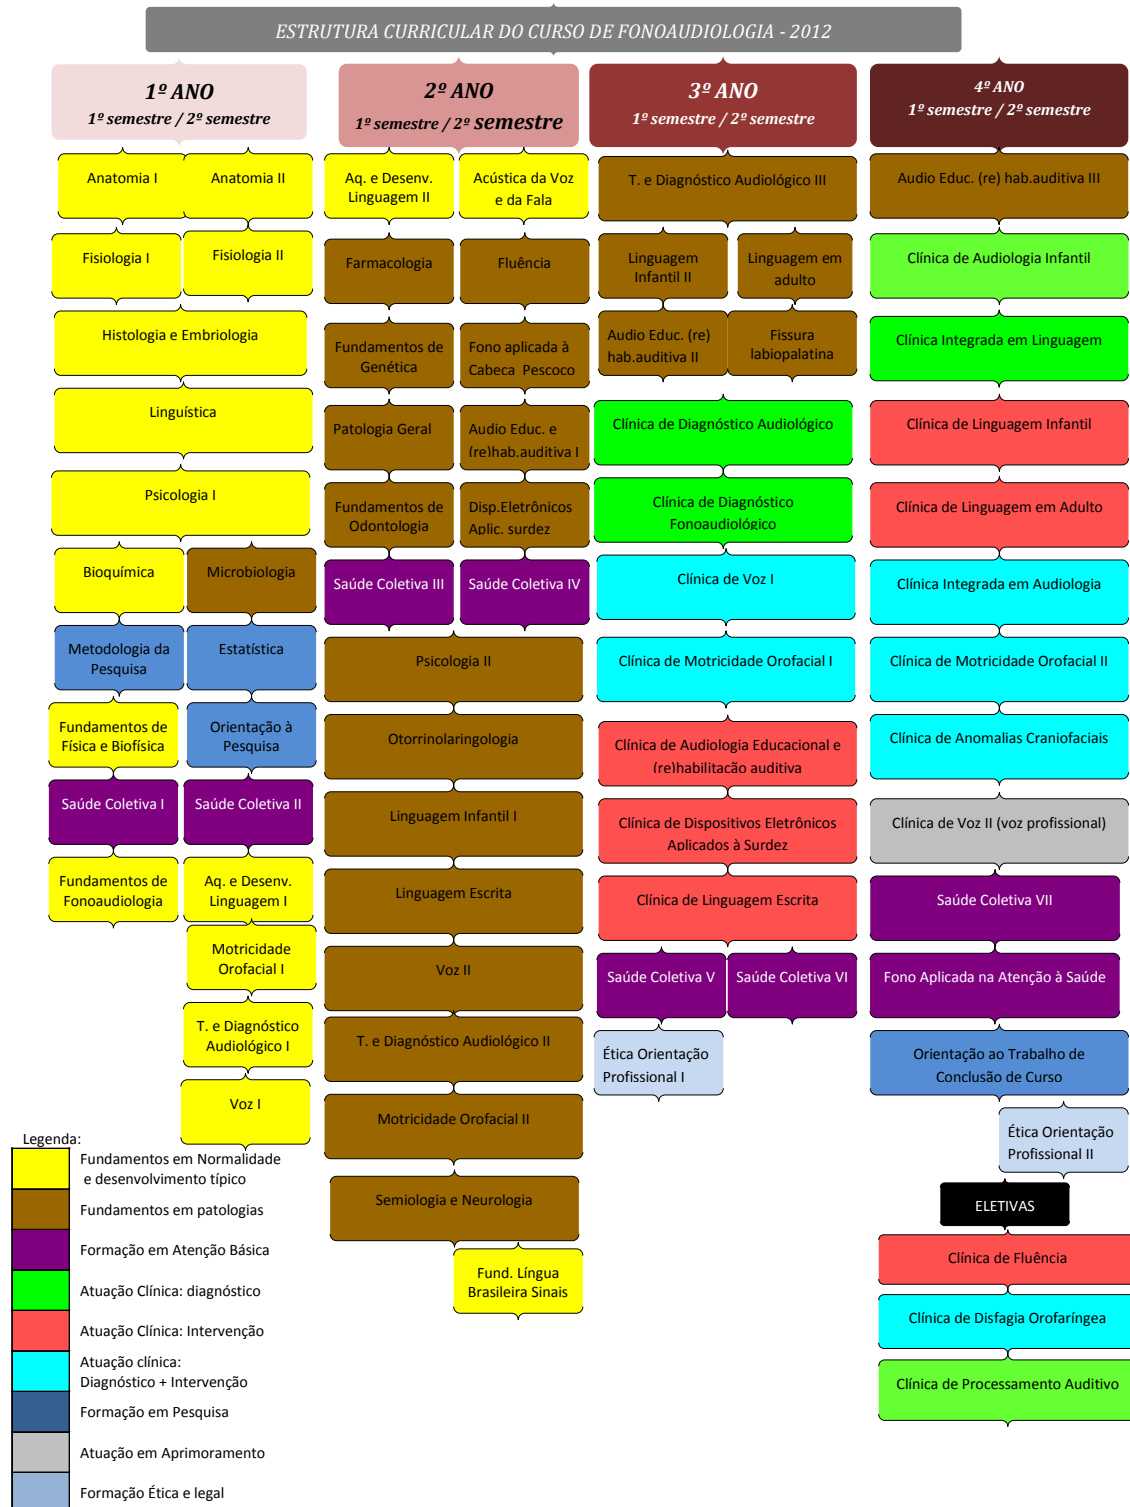 ESTRUTURA CURRICULAR DO CURSO DE FONOAUDIOLOGIA - 2012
1º ANO
1º semestre / 2º semestre
Anatomia I
Anatomia II
Fisiologia I
Fisiologia II
Histologia e Embriologia
Linguística
Psicologia I
Bioquímica
Microbiologia
Metodologia da
Pesquisa
Estatística
Fundamentos de
Física e Biofísica
Orientação à
Pesquisa
Saúde Coletiva I
Saúde Coletiva II
Fundamentos de
Fonoaudiologia
Aq. e Desenv.
Linguagem I
Motricidade
Orofacial I
T. e Diagnóstico
Audiológico I
Voz I
2º ANO
1º semestre / 2º semestre
Aq. e Desenv.
Linguagem II
Acústica da Voz
e da Fala
Farmacologia
Fluência
Fundamentos de
Genética
Fono aplicada à
Cabeca Pescoco
Patologia Geral
Audio Educ. e
(re)hab.auditiva I
Fundamentos de
Odontologia
Disp.Eletrônicos
Aplic. surdez
Saúde Coletiva III
Saúde Coletiva IV
Psicologia II
Otorrinolaringologia
Linguagem Infantil I
Linguagem Escrita
Voz II
T. e Diagnóstico Audiológico II
Motricidade Orofacial II
Semiologia e Neurologia
Fund. Língua
Brasileira Sinais
3º ANO
1º semestre / 2º semestre
T. e Diagnóstico Audiológico III
Linguagem
Infantil II
Linguagem em
adulto
Audio Educ. (re)
hab.auditiva II
Fissura
labiopalatina
Clínica de Diagnóstico Audiológico
Clínica de Diagnóstico
Fonoaudiológico
Clínica de Voz I
Clínica de Motricidade Orofacial I
Clínica de Audiologia Educacional e
(re)habilitacão auditiva
Clínica de Dispositivos Eletrônicos
Aplicados à Surdez
Clínica de Linguagem Escrita
Saúde Coletiva V
Saúde Coletiva VI
Ética Orientação
Profissional I
4º ANO
1º semestre / 2º semestre
Audio Educ. (re) hab.auditiva III
Clínica de Audiologia Infantil
Clínica Integrada em Linguagem
Clínica de Linguagem Infantil
Clínica de Linguagem em Adulto
Clínica Integrada em Audiologia
Clínica de Motricidade Orofacial II
Clínica de Anomalias Craniofaciais
Clínica de Voz II (voz profissional)
Saúde Coletiva VII
Fono Aplicada na Atenção à Saúde
Orientação ao Trabalho de
Conclusão de Curso
Ética Orientação
Profissional II
ELETIVAS
Clínica de Fluência
Clínica de Disfagia Orofaríngea
Clínica de Processamento Auditivo
Legenda:
Fundamentos em Normalidade
e desenvolvimento típico
Fundamentos em patologias
Formação em Atenção Básica
Atuação Clínica: diagnóstico
Atuação Clínica: Intervenção
Atuação clínica:
Diagnóstico + Intervenção
Formação em Pesquisa
Atuação em Aprimoramento
Formação Ética e legal